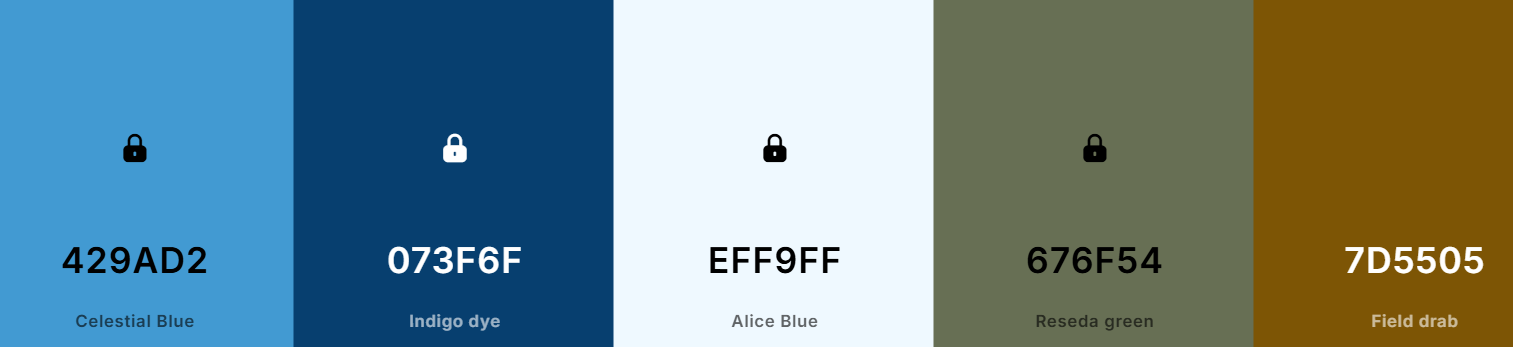 429AD2
Celestial Blue
073F6F
Indigo dye
EFF9FF
Alice Blue
676F54
Reseda green
7D5505
Field drab